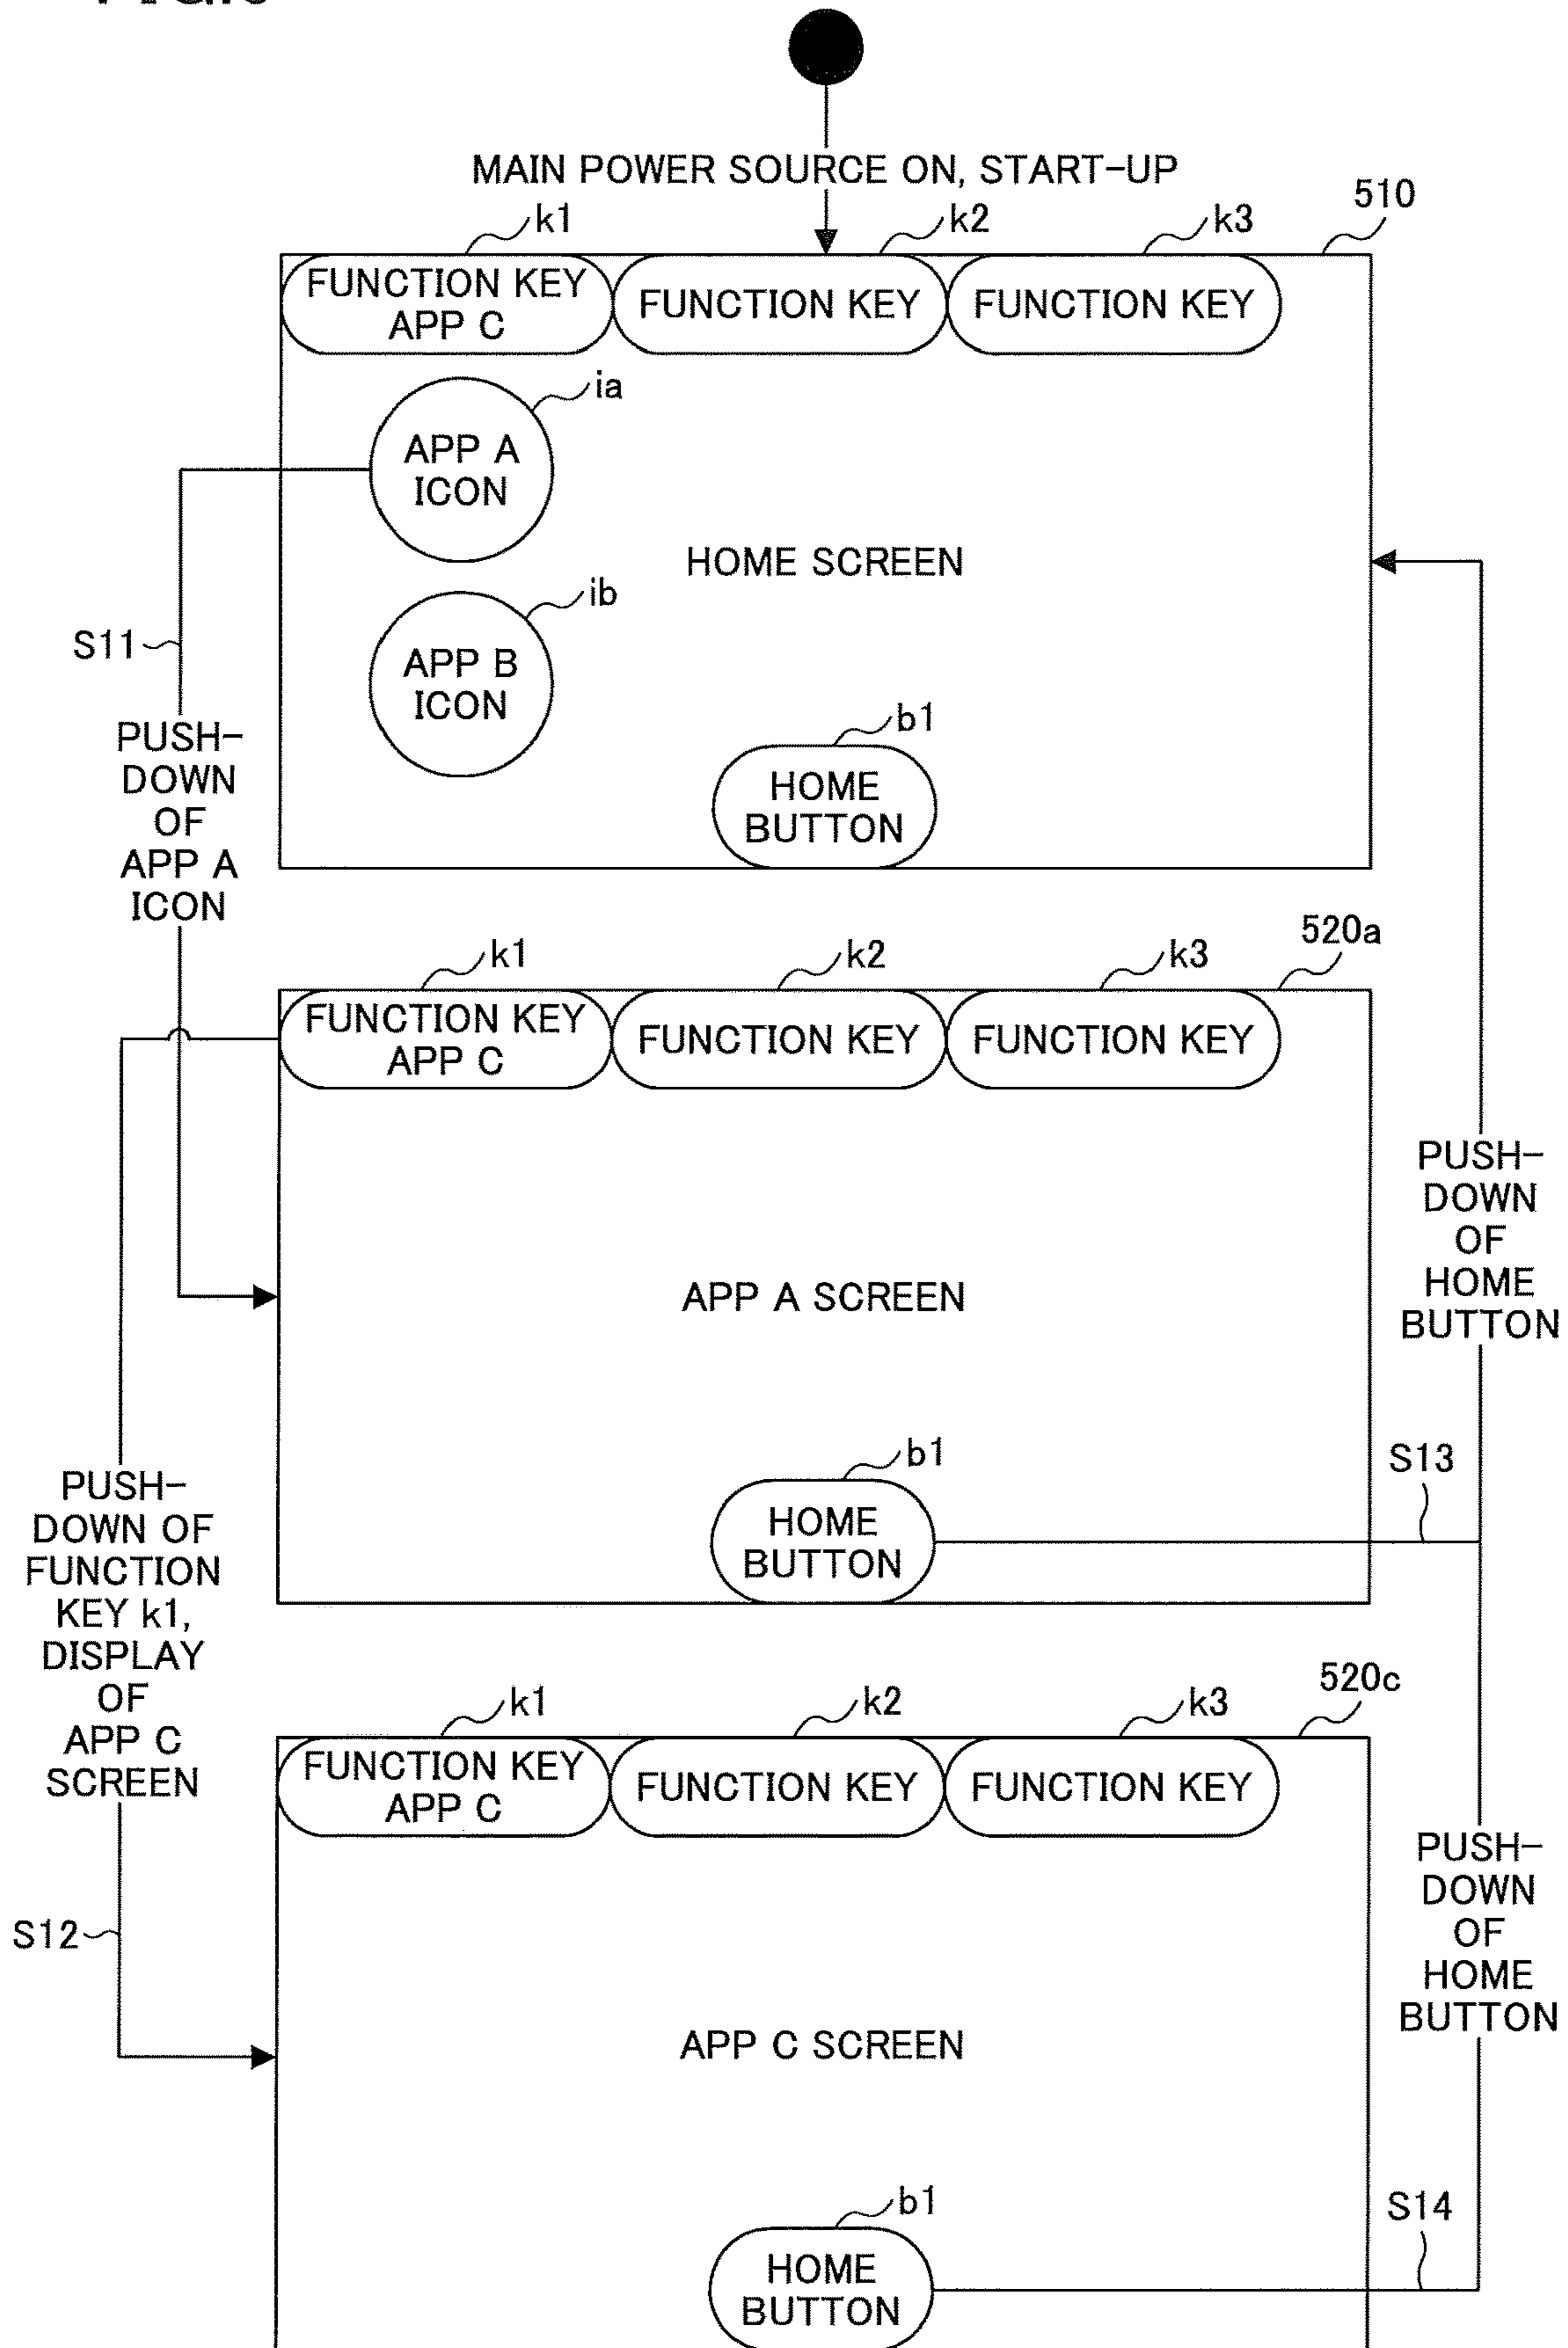 MAIN POWER SOURCE ON, START-UP
510
k1
k2
k3
FUNCTION KEY
APP C
FUNCTION KEY
FUNCTION KEY
ia
APP A
ICON
HOME SCREEN
ib
S11
APP B
ICON
PUSH-
DOWN
OF
APP A
ICON
b1
HOME
BUTTON
520a
k1
k2
k3
FUNCTION KEY
APP C
FUNCTION KEY
FUNCTION KEY
PUSH-
DOWN
OF
HOME
BUTTON
APP A SCREEN
b1
S13
HOME
BUTTON
PUSH-
DOWN OF
FUNCTION
KEY k1,
DISPLAY
OF
APP C
SCREEN
520c
k1
k2
k3
FUNCTION KEY
APP C
FUNCTION KEY
FUNCTION KEY
S12
PUSH-
DOWN
OF
HOME
BUTTON
APP C SCREEN
b1
S14
HOME
BUTTON